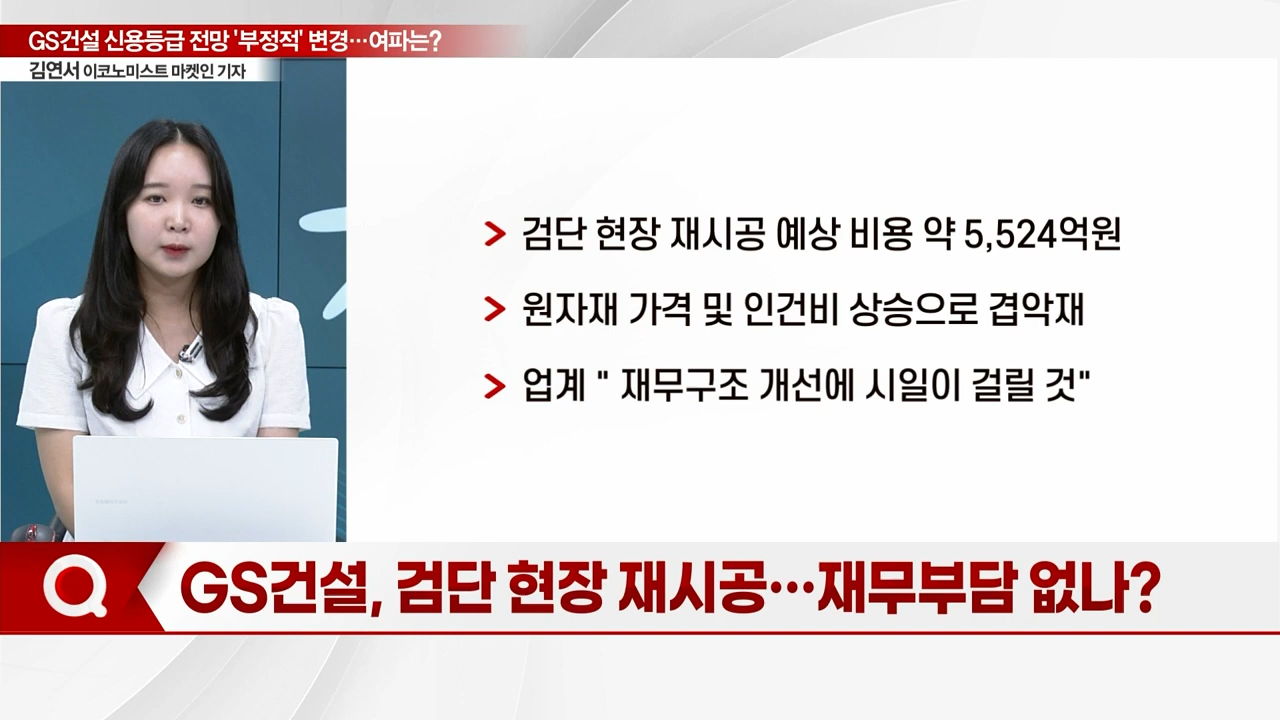 GS건설 신용등급 전망 '부정적' 변경…여파는?
김연서 이코노미스트 마켓인 기자
> 검단 현장 재시공 예상 비용 약 5,524억원
> 원자재 가격 및 인건비 상승으로 겹악재
> 업계 " 재무구조 개선에 시일이 걸릴 것"
Q GS건설, 검단 현장 재시공…재무부담 없나?